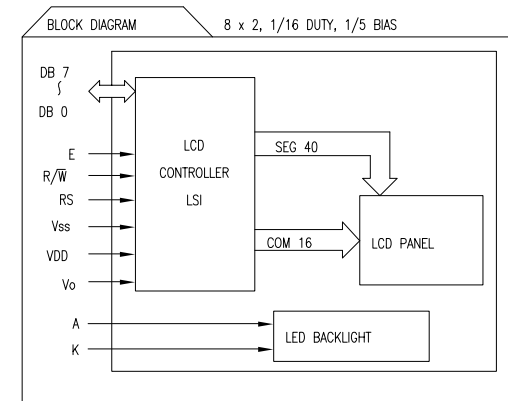 BLOCK DIAGRAM
8 x 2, 1/16 DUTY, 1/5 BIAS
DB 7
∫
DB 0
E
R/W̅
RS
Vss
VDD
Vo
A
K
LCD
CONTROLLER
LSI
SEG 40
COM 16
LCD PANEL
LED BACKLIGHT